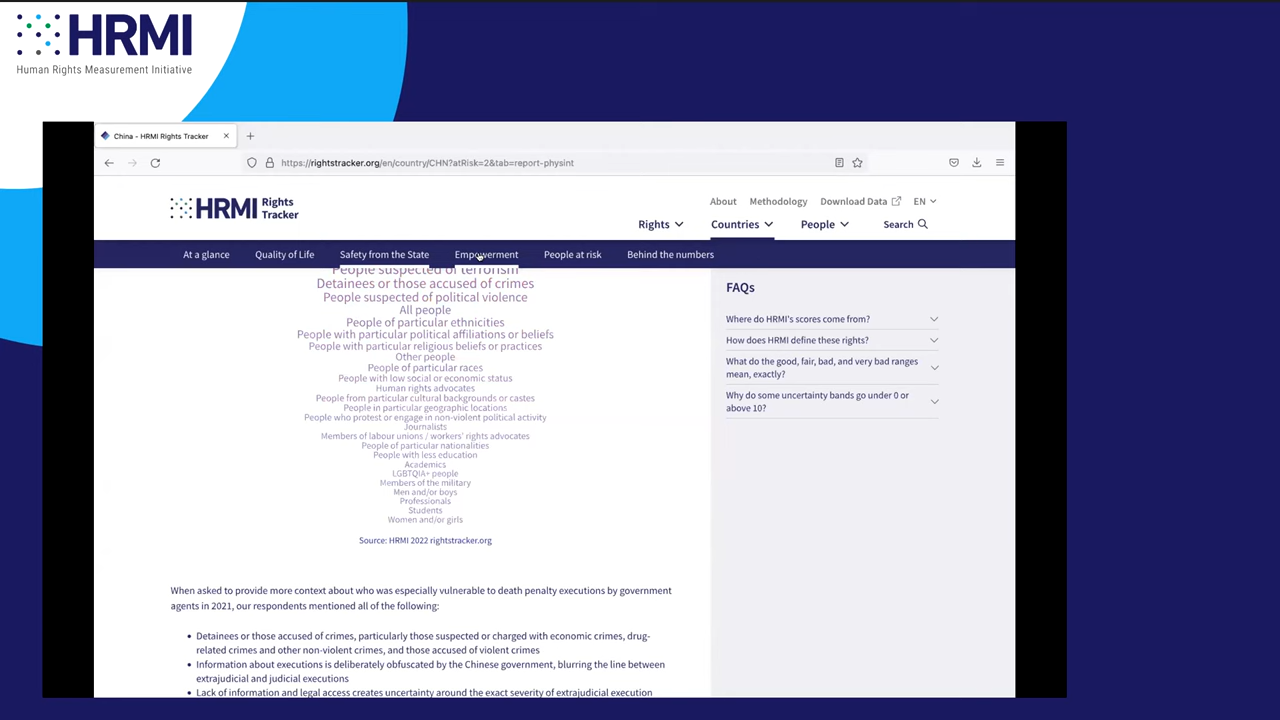 HRMI
Human Rights Measurement Initiative
China - HRMI Rights Tracker
https://rightstracker.org/en/country/CHN?atRisk=2&tab=report-physint
HRMI Rights Tracker
About Methodology Download Data EN
Rights Countries People Search
At a glance Quality of Life Safety from the State Empowerment People at risk Behind the numbers
People suspected of terrorism
Detainees or those accused of crimes
People suspected of political violence
All people
People of particular ethnicities
People with particular political affiliations or beliefs
People with particular religious beliefs or practices
Other people
People of particular races
People with low social or economic status
Human rights advocates
People from particular cultural backgrounds or castes
People in particular geographic locations
People who protest or engage in non-violent political activity
Journalists
Members of labour unions / workers' rights advocates
People of particular nationalities
People with less education
Academics
LGBTQIA+ people
Members of the military
Men and/or boys
Professionals
Students
Women and/or girls
Source: HRMI 2022 rightstracker.org
When asked to provide more context about who was especially vulnerable to death penalty executions by government
agents in 2021, our respondents mentioned all of the following:
• Detainees or those accused of crimes, particularly those suspected or charged with economic crimes, drug-
related crimes and other non-violent crimes, and those accused of violent crimes
• Information about executions is deliberately obfuscated by the Chinese government, blurring the line between
extrajudicial and judicial executions
• Lack of information and legal access creates uncertainty around the exact severity of extrajudicial execution
FAQs
Where do HRMI's scores come from?
How does HRMI define these rights?
What do the good, fair, bad, and very bad ranges
mean, exactly?
Why do some uncertainty bands go under 0 or
above 10?